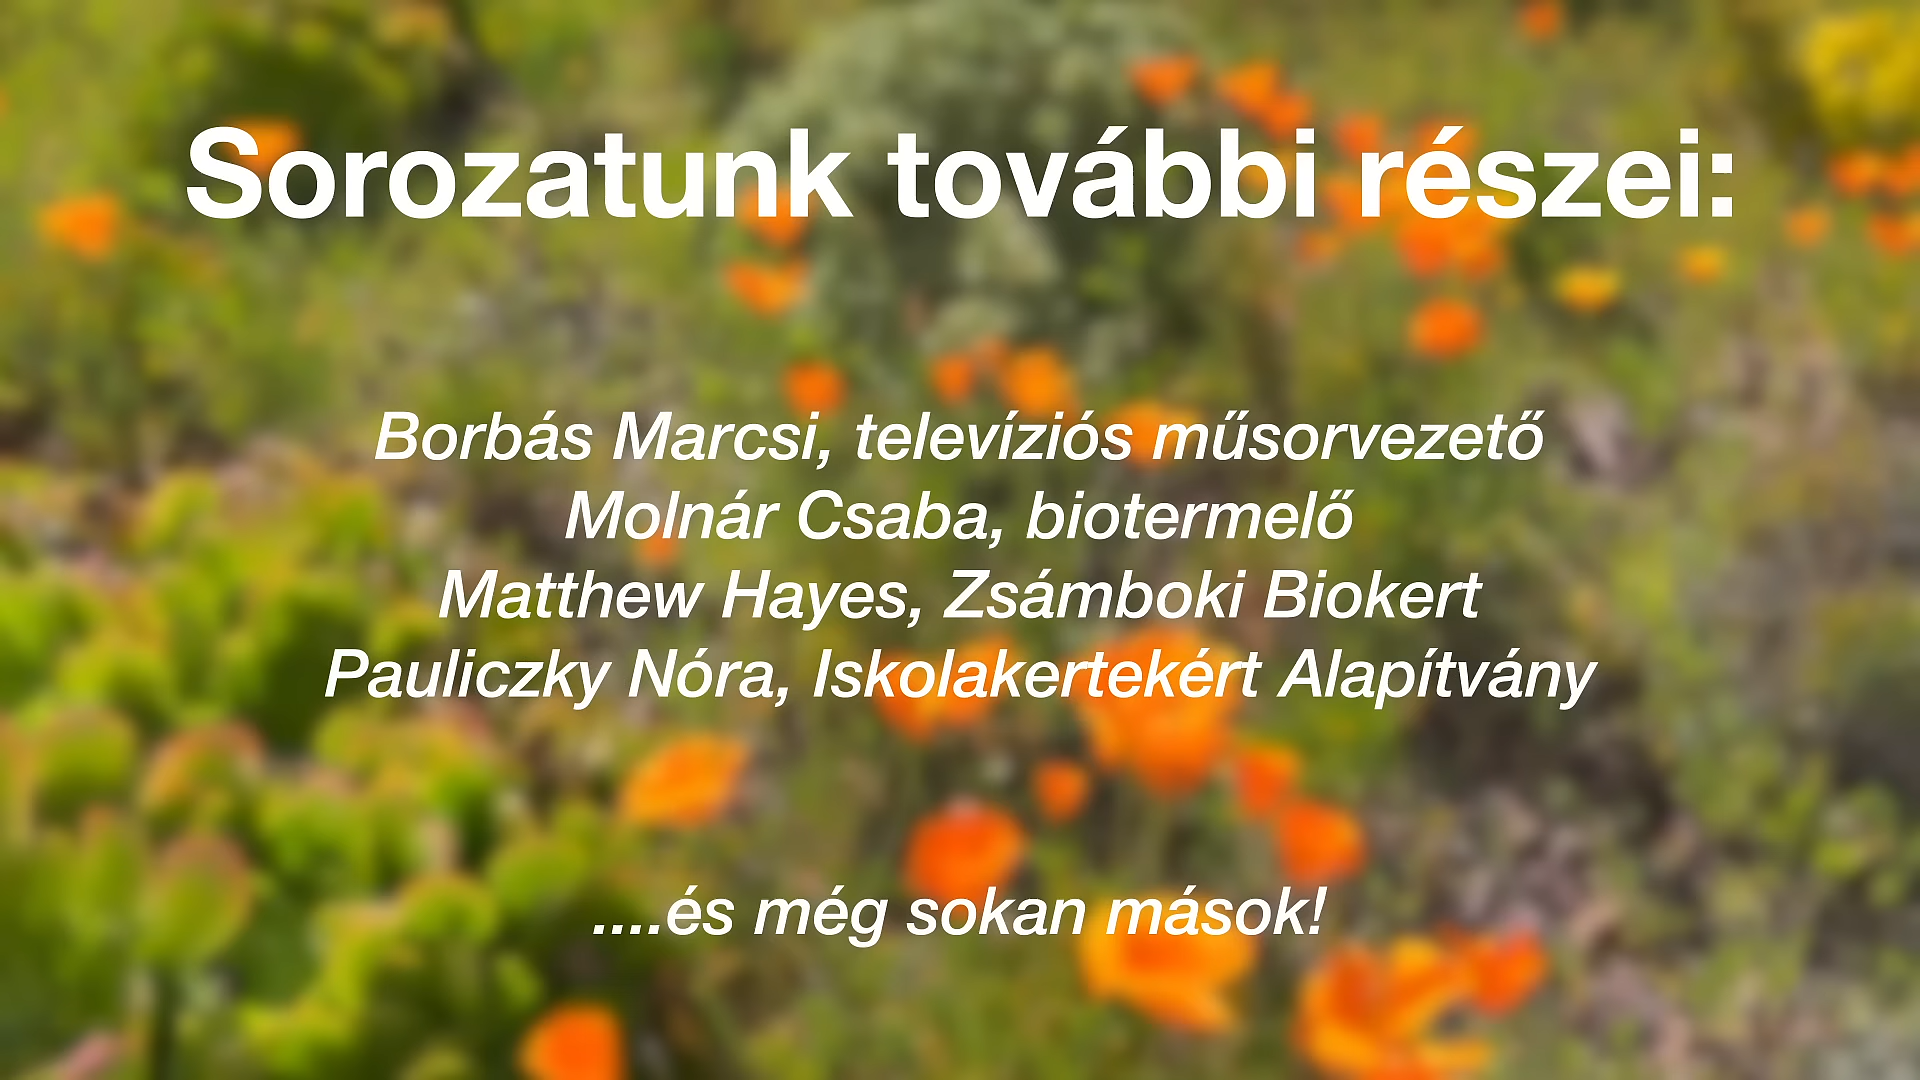 Sorozatunk további részei:
Borbás Marcsi, televíziós műsorvezető
Molnár Csaba, biotermelő
Matthew Hayes, Zsámboki Biokert
Pauliczky Nóra, Iskolakertekért Alapítvány
....és még sokan mások!